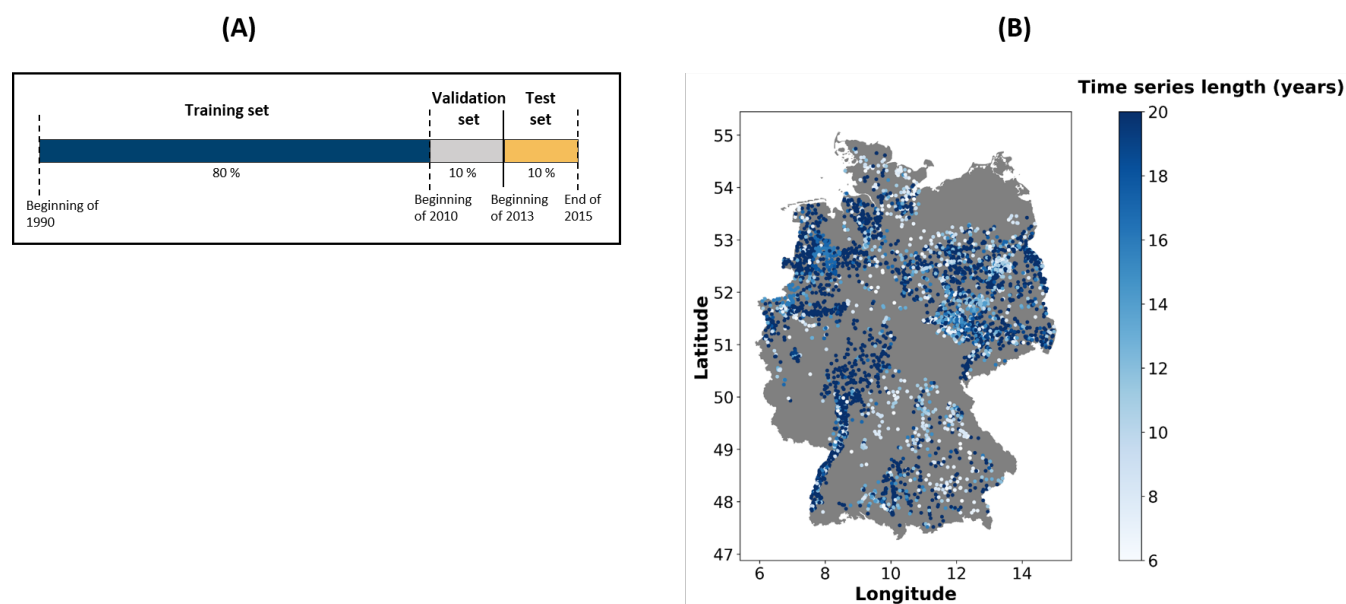 (A)
Training set
Validation
set
Test
set
80 %
10 %
10 %
Beginning of
1990
Beginning
of 2010
Beginning
of 2013
End of
2015
(B)
Time series length (years)
Latitude
55
54
53
52
51
50
49
48
47
6
8
10
12
14
Longitude
20
18
16
14
12
10
8
6